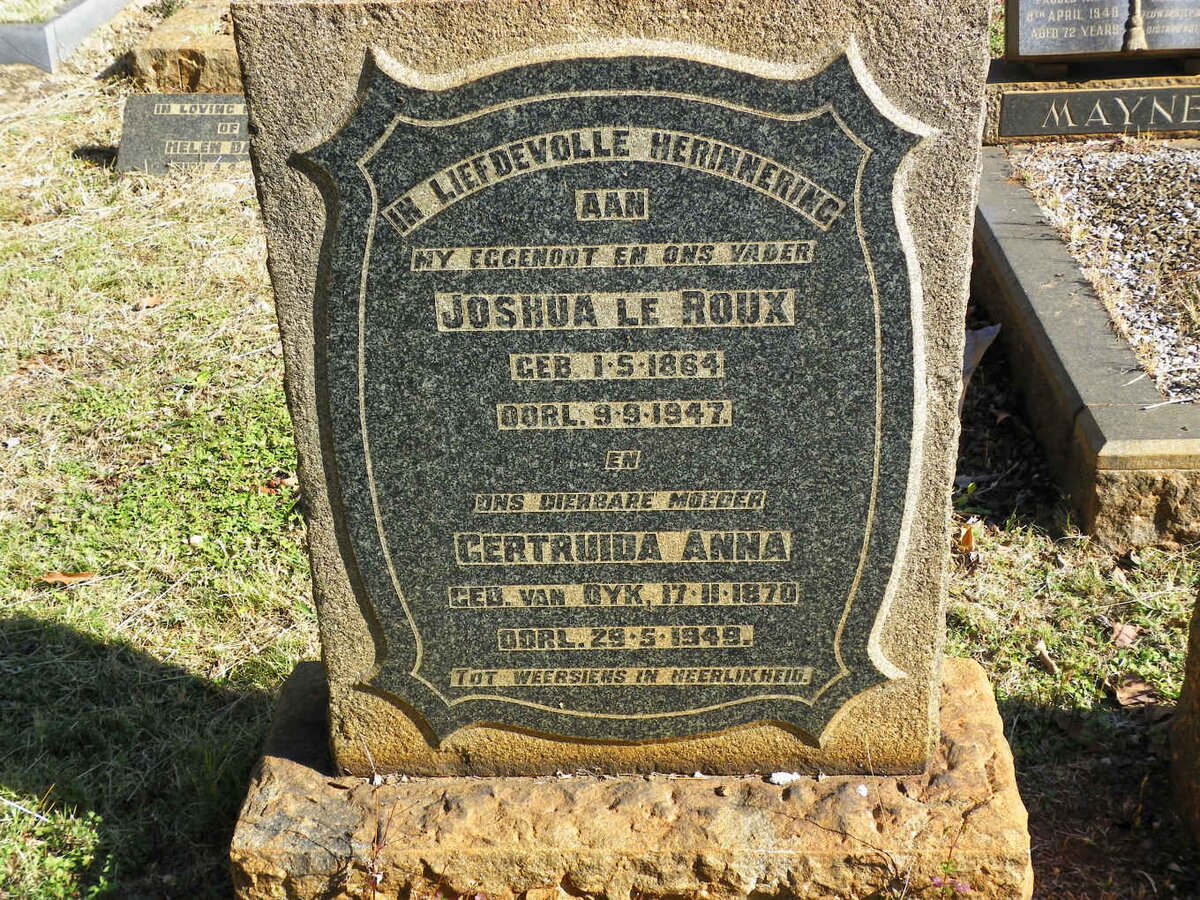 IN LIEFDEVOLLE HERINNERING
AAN
MY EGGENOOT EN ONS VADER
JOSHUA LE ROUX
GEB. 1·5·1864
OORL. 9·9·1947.
EN
ONS DIERBARE MOEDER
GERTRUIDA ANNA
GEB. VAN DYK, 17·11·1870
OORL. 29·5·1949.
TOT WEERSIENS IN HEERLIKHEID.
IN LOVING
OF
HELEN
8TH APRIL 1949
AGED 72 YEARS
MAYNE